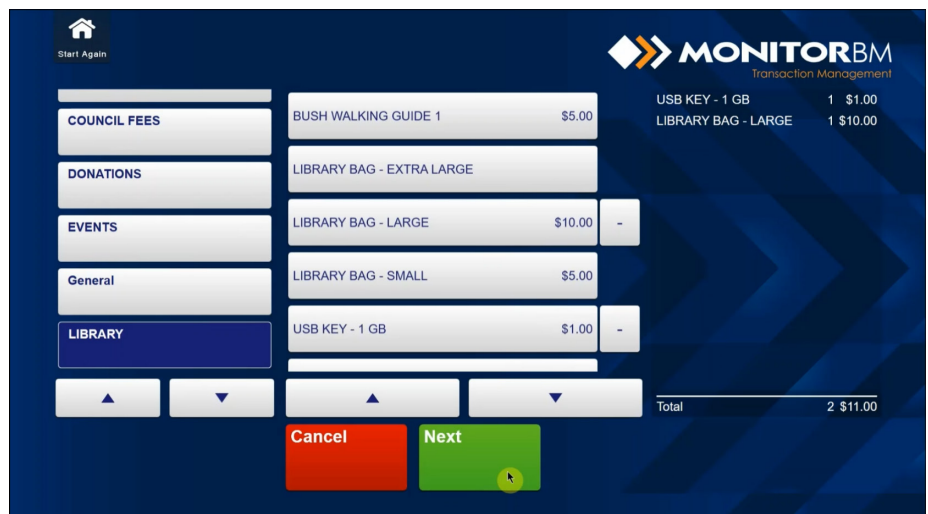 Start Again
MONITORBM
Transaction Management
COUNCIL FEES
DONATIONS
EVENTS
General
LIBRARY
BUSH WALKING GUIDE 1 $5.00
LIBRARY BAG - EXTRA LARGE
LIBRARY BAG - LARGE $10.00 -
LIBRARY BAG - SMALL $5.00
USB KEY - 1 GB $1.00 -
USB KEY - 1 GB 1 $1.00
LIBRARY BAG - LARGE 1 $10.00
Total 2 $11.00
Cancel
Next